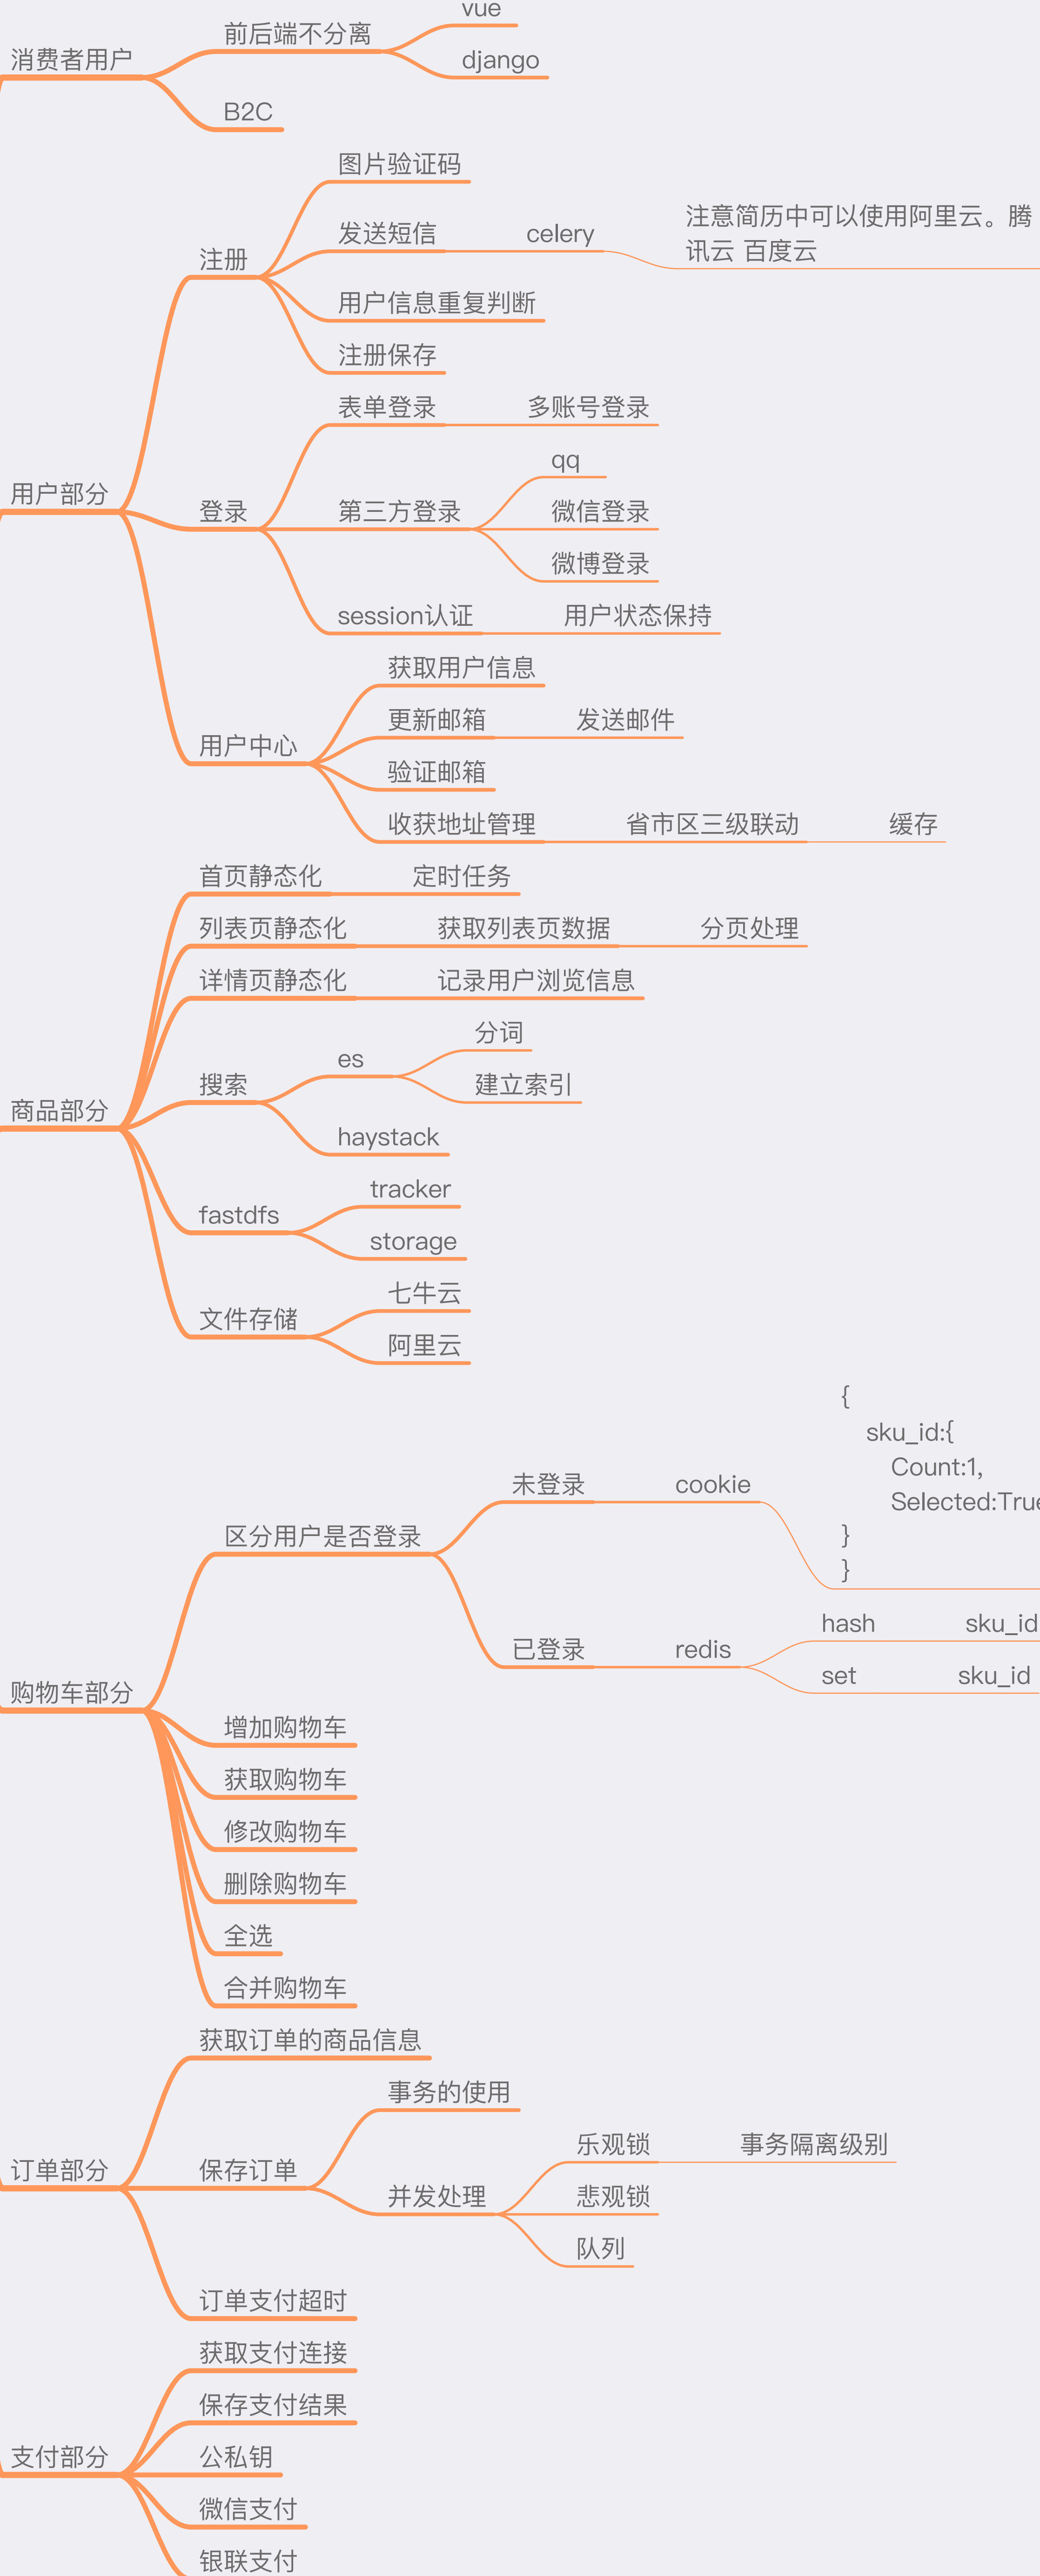 vue
前后端不分离
消费者用户
django
B2C
图片验证码
注意简历中可以使用阿里云。腾
发送短信
celery
讯云 百度云
注册
用户信息重复判断
注册保存
表单登录
多账号登录
qq
用户部分
登录
第三方登录
微信登录
微博登录
session认证
用户状态保持
获取用户信息
更新邮箱
发送邮件
用户中心
验证邮箱
收获地址管理
省市区三级联动
缓存
首页静态化
定时任务
列表页静态化
获取列表页数据
分页处理
详情页静态化
记录用户浏览信息
分词
es
搜索
建立索引
商品部分
haystack
tracker
fastdfs
storage
七牛云
文件存储
阿里云
{
sku_id:{
Count:1,
Selected:True
}
}
未登录
cookie
区分用户是否登录
hash
sku_id
已登录
redis
set
sku_id
购物车部分
增加购物车
获取购物车
修改购物车
删除购物车
全选
合并购物车
获取订单的商品信息
事务的使用
乐观锁
事务隔离级别
订单部分
保存订单
并发处理
悲观锁
队列
订单支付超时
获取支付连接
保存支付结果
支付部分
公私钥
微信支付
银联支付